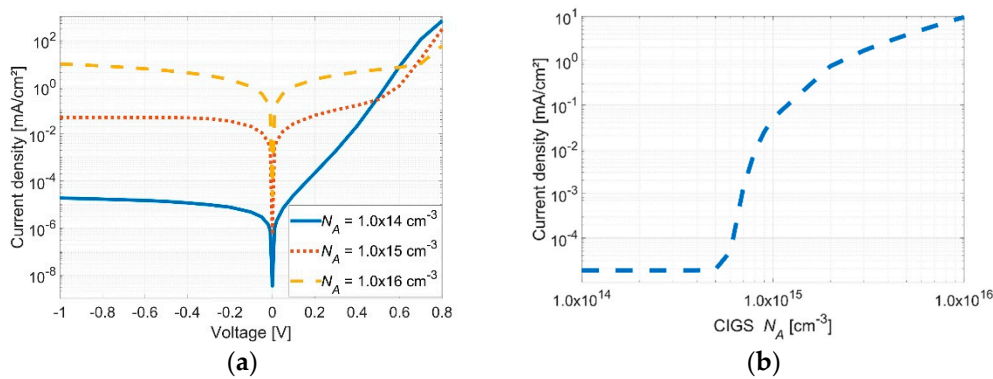 Current density [mA/cm²]
10²
10⁰
10⁻²
10⁻⁴
10⁻⁶
10⁻⁸
N_A = 1.0x14 cm⁻³
N_A = 1.0x15 cm⁻³
N_A = 1.0x16 cm⁻³
-1 -0.8 -0.6 -0.4 -0.2 0 0.2 0.4 0.6 0.8
Voltage [V]
(a)
Current density [mA/cm²]
10¹
10⁰
10⁻¹
10⁻²
10⁻³
10⁻⁴
1.0x10¹⁴ 1.0x10¹⁵ 1.0x10¹⁶
CIGS N_A [cm⁻³]
(b)